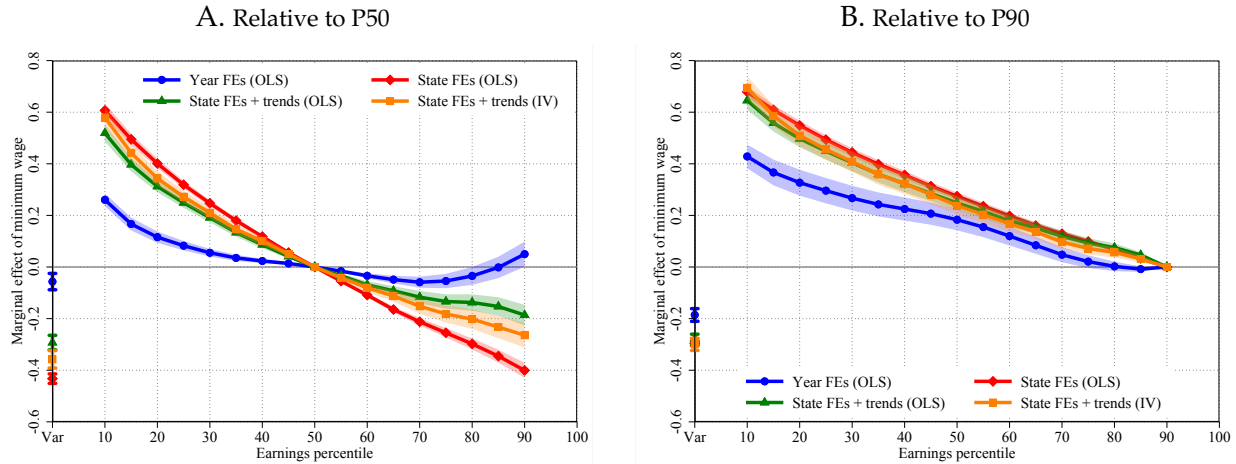 A. Relative to P50
Marginal effect of minimum wage
0.8
0.6
0.4
0.2
0.0
-0.2
-0.4
-0.6
Year FEs (OLS)
State FEs (OLS)
State FEs + trends (OLS)
State FEs + trends (IV)
Var 10 20 30 40 50 60 70 80 90 100
Earnings percentile
B. Relative to P90
Marginal effect of minimum wage
0.8
0.6
0.4
0.2
0.0
-0.2
-0.4
-0.6
Year FEs (OLS)
State FEs (OLS)
State FEs + trends (OLS)
State FEs + trends (IV)
Var 10 20 30 40 50 60 70 80 90 100
Earnings percentile